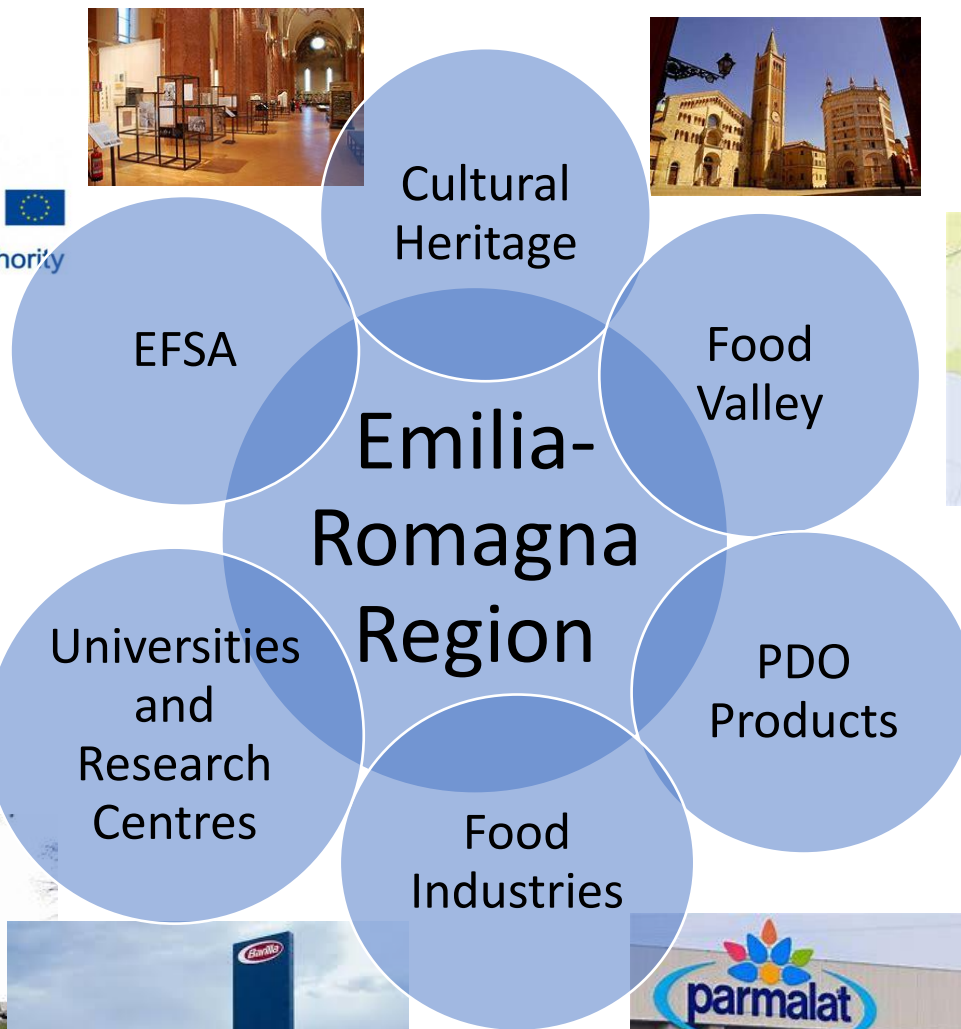 Cultural
Heritage
hority
EFSA
Food
Valley
Emilia-
Romagna
Region
Universities
and
Research
Centres
PDO
Products
Food
Industries
Barilla
parmalat